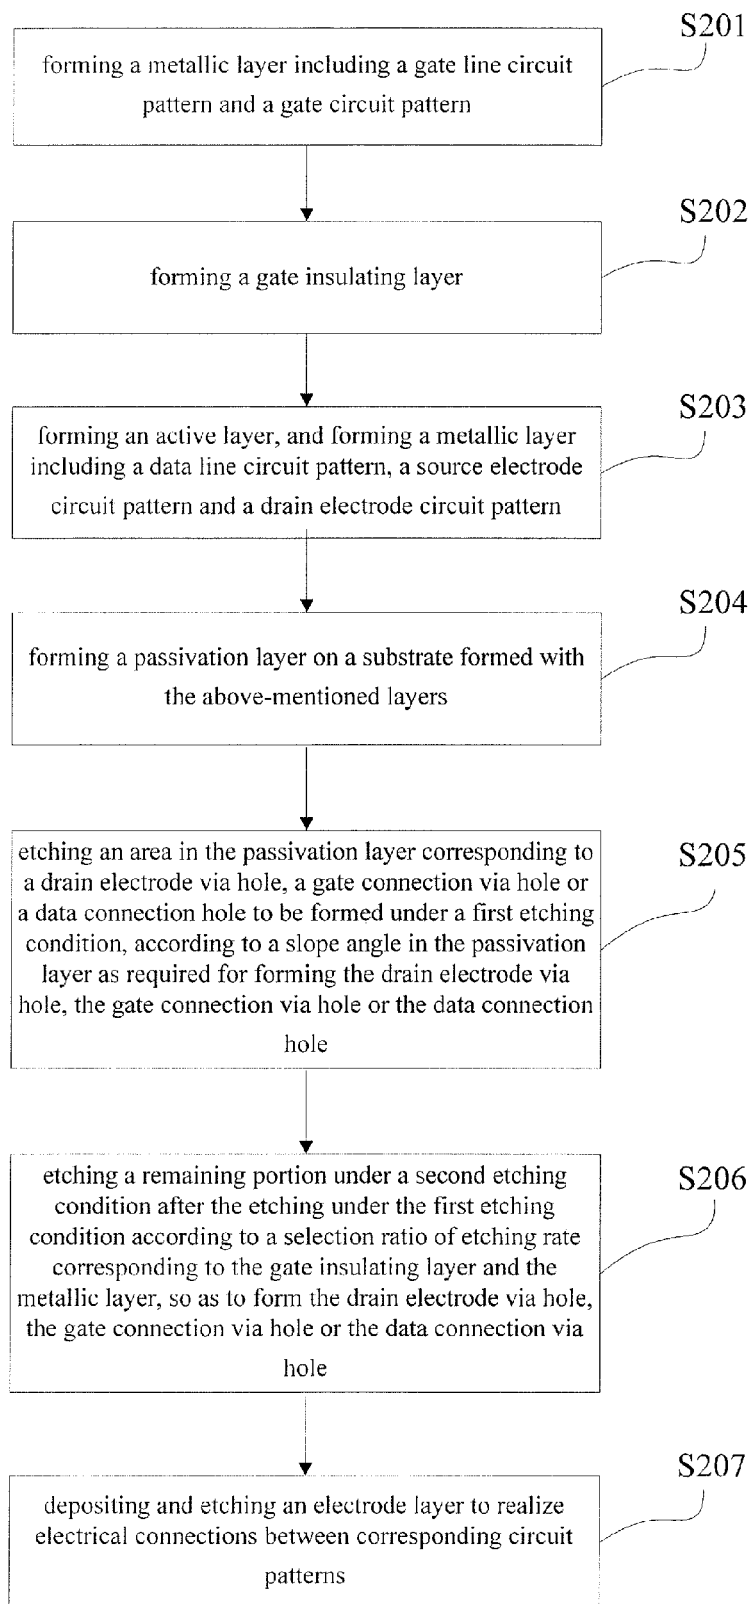 S201
forming a metallic layer including a gate line circuit
pattern and a gate circuit pattern
S202
forming a gate insulating layer
S203
forming an active layer, and forming a metallic layer
including a data line circuit pattern, a source electrode
circuit pattern and a drain electrode circuit pattern
S204
forming a passivation layer on a substrate formed with
the above-mentioned layers
S205
etching an area in the passivation layer corresponding to
a drain electrode via hole, a gate connection via hole or
a data connection hole to be formed under a first etching
condition, according to a slope angle in the passivation
layer as required for forming the drain electrode via
hole, the gate connection via hole or the data connection
hole
S206
etching a remaining portion under a second etching
condition after the etching under the first etching
condition according to a selection ratio of etching rate
corresponding to the gate insulating layer and the
metallic layer, so as to form the drain electrode via hole,
the gate connection via hole or the data connection via
hole
S207
depositing and etching an electrode layer to realize
electrical connections between corresponding circuit
patterns